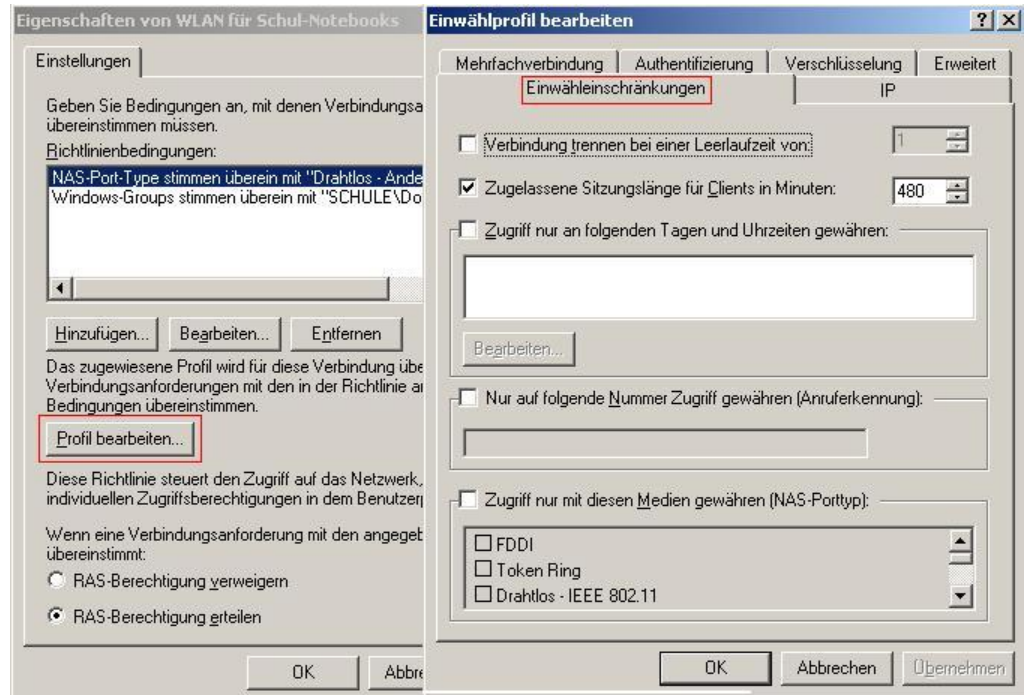 Eigenschaften von WLAN für Schul-Notebooks
Einstellungen
Geben Sie Bedingungen an, mit denen Verbindungsa
übereinstimmen müssen.
Richtlinienbedingungen:
NAS-Port-Type stimmen überein mit "Drahtlos - Ande
Windows-Groups stimmen überein mit "SCHULE\Do
Hinzufügen... Bearbeiten... Entfernen
Das zugewiesene Profil wird für diese Verbindung übe
Verbindungsanforderungen mit den in der Richtlinie a
Bedingungen übereinstimmen.
Profil bearbeiten...
Diese Richtlinie steuert den Zugriff auf das Netzwerk,
individuellen Zugriffsberechtigungen in dem Benutzerp
Wenn eine Verbindungsanforderung mit den angegeb
übereinstimmt:
RAS-Berechtigung verweigern
RAS-Berechtigung erteilen
OK Abbre
Einwählprofil bearbeiten
Mehrfachverbindung Authentifizierung Verschlüsselung Erweitert
Einwähleinschränkungen IP
Verbindung trennen bei einer Leerlaufzeit von: 1
Zugelassene Sitzungslänge für Clients in Minuten: 480
Zugriff nur an folgenden Tagen und Uhrzeiten gewähren:
Bearbeiten...
Nur auf folgende Nummer Zugriff gewähren (Anruferkennung):
Zugriff nur mit diesen Medien gewähren (NAS-Porttyp):
FDDI
Token Ring
Drahtlos - IEEE 802.11
OK Abbrechen Übernehmen